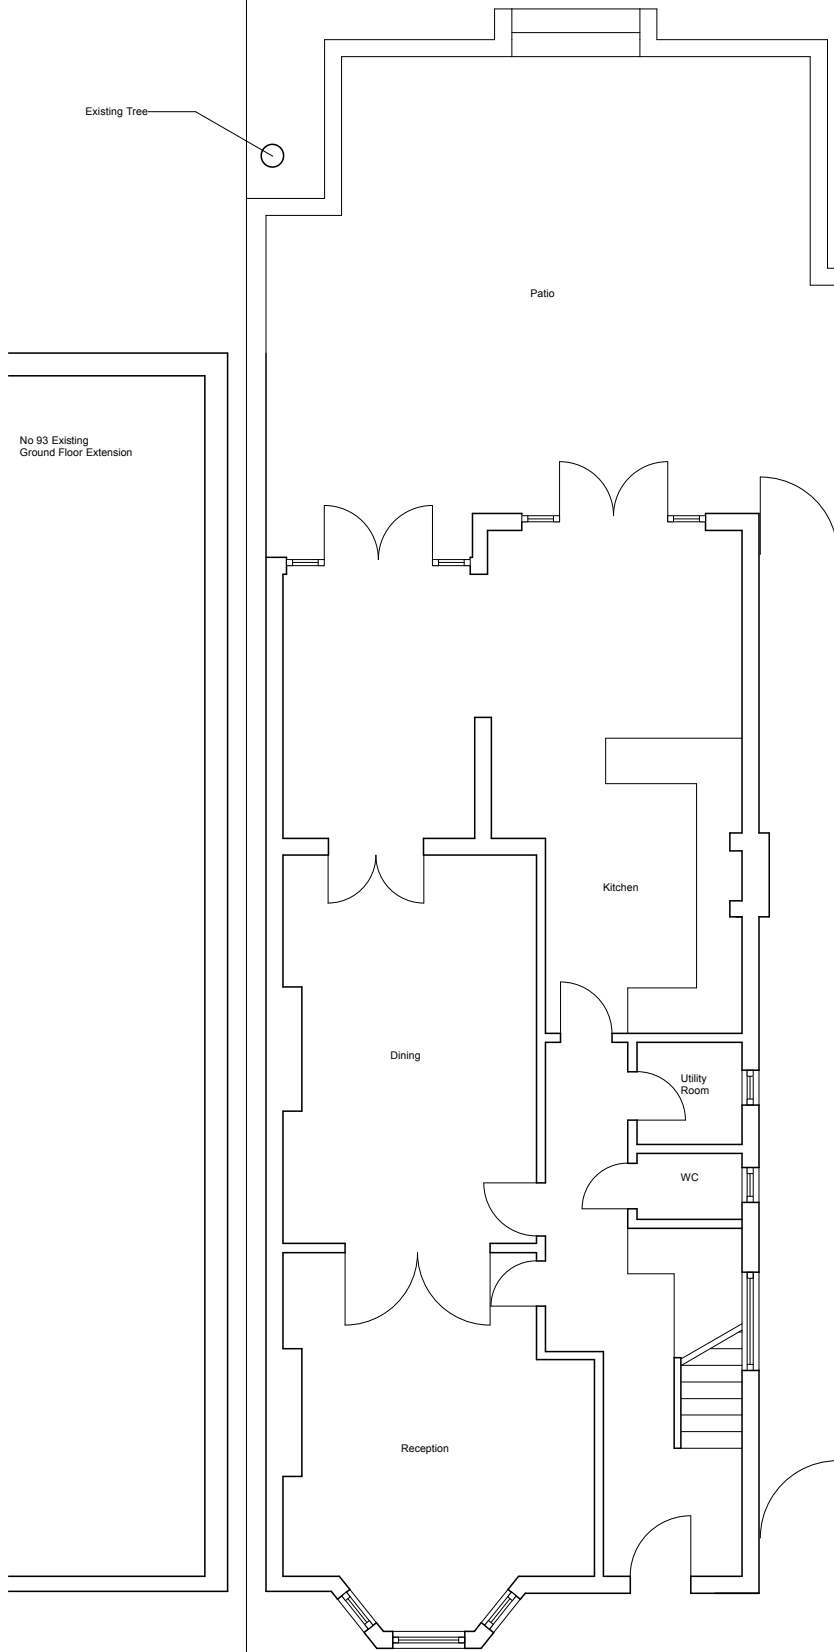 Existing Tree
Patio
No 93 Existing
Ground Floor Extension
Kitchen
Dining
Utility
Room
WC
Reception